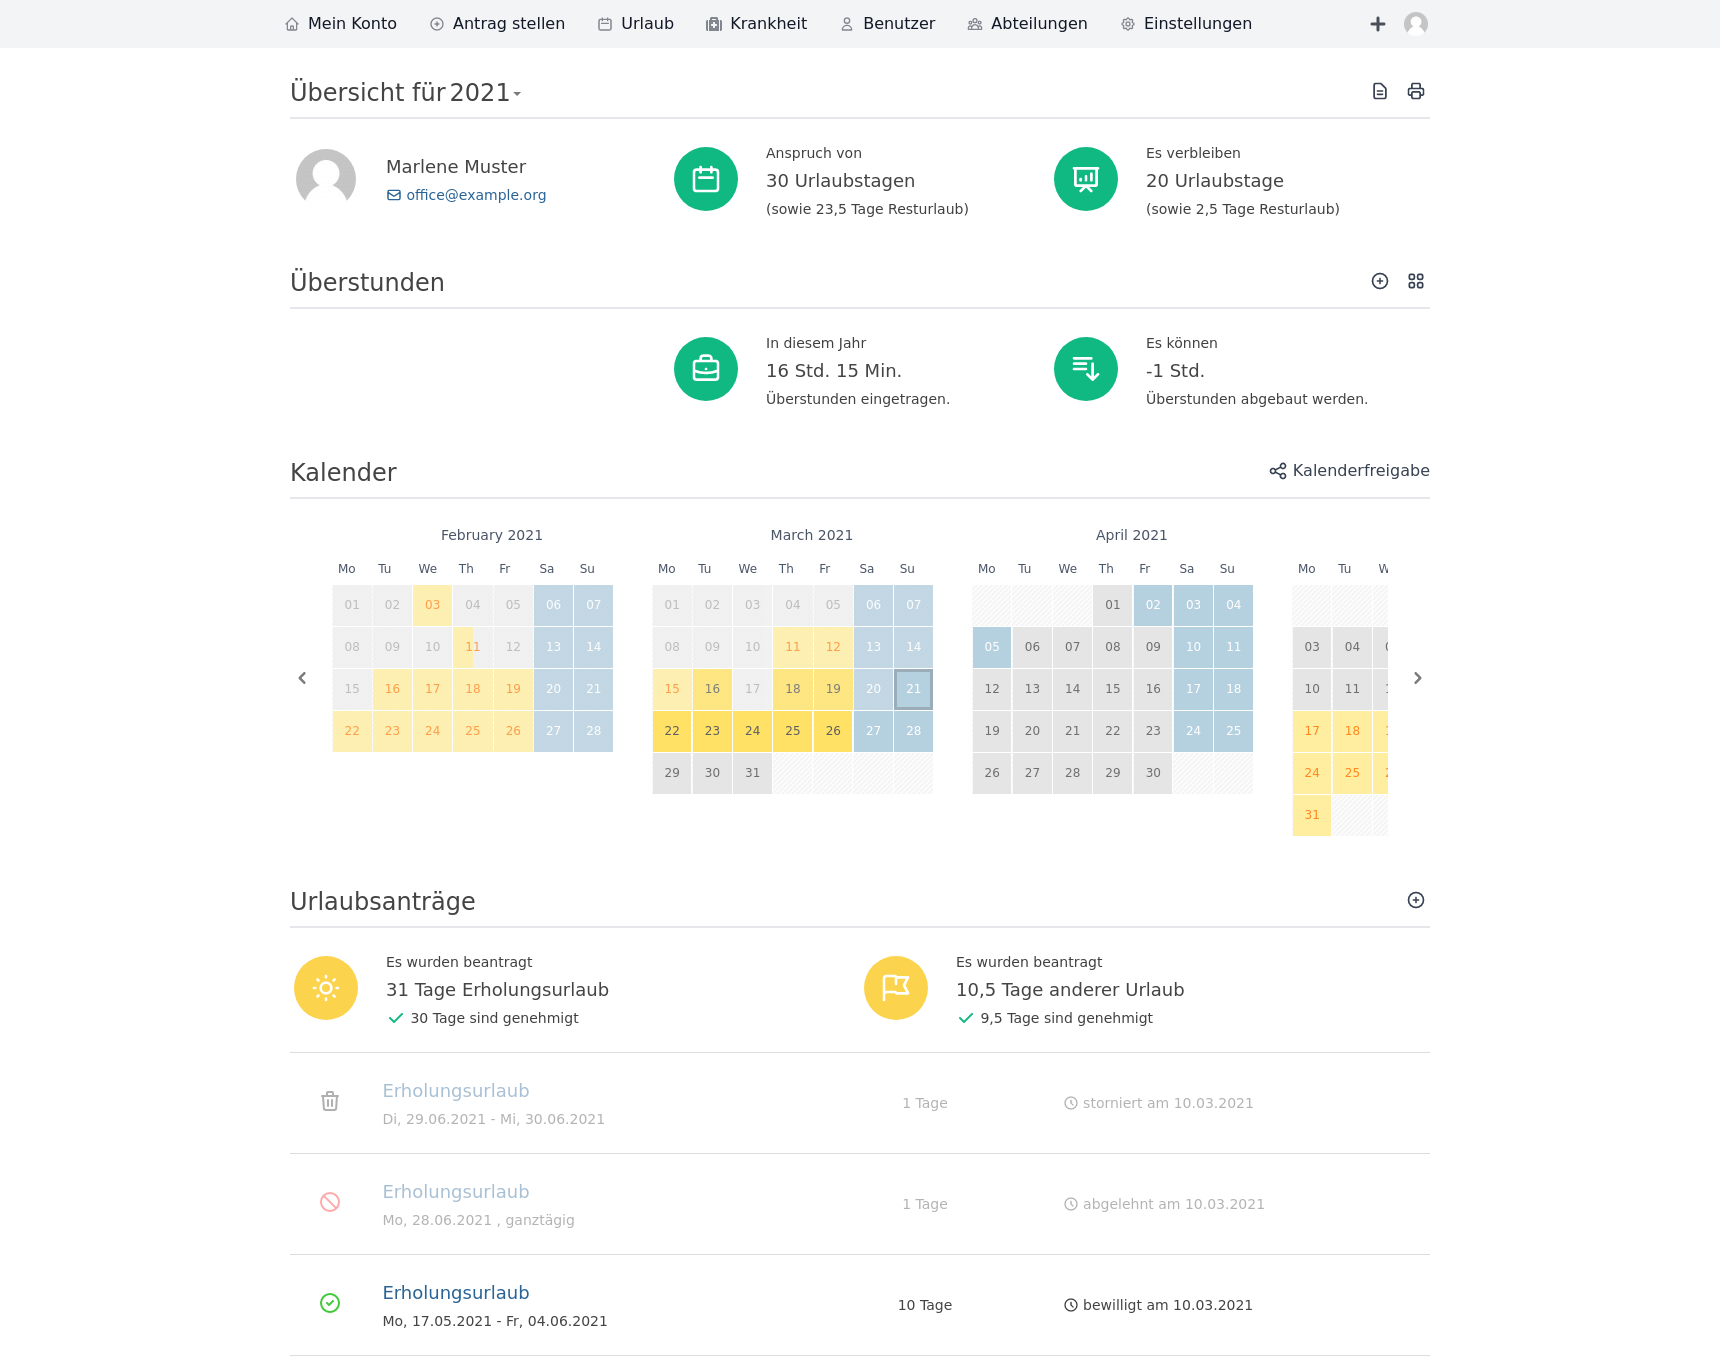 Mein Konto Antrag stellen Urlaub Krankheit Benutzer Abteilungen Einstellungen
Übersicht für 2021
Marlene Muster
office@example.org
Anspruch von
30 Urlaubstagen
(sowie 23,5 Tage Resturlaub)
Es verbleiben
20 Urlaubstage
(sowie 2,5 Tage Resturlaub)
Überstunden
In diesem Jahr
16 Std. 15 Min.
Überstunden eingetragen.
Es können
-1 Std.
Überstunden abgebaut werden.
Kalender
Kalenderfreigabe
February 2021
Mo Tu We Th Fr Sa Su
01 02 03 04 05 06 07
08 09 10 11 12 13 14
15 16 17 18 19 20 21
22 23 24 25 26 27 28
March 2021
Mo Tu We Th Fr Sa Su
01 02 03 04 05 06 07
08 09 10 11 12 13 14
15 16 17 18 19 20 21
22 23 24 25 26 27 28
29 30 31
April 2021
Mo Tu We Th Fr Sa Su
01 02 03 04
05 06 07 08 09 10 11
12 13 14 15 16 17 18
19 20 21 22 23 24 25
26 27 28 29 30
Mo Tu
03 04
10 11
17 18
24 25
31
Urlaubsanträge
Es wurden beantragt
31 Tage Erholungsurlaub
30 Tage sind genehmigt
Es wurden beantragt
10,5 Tage anderer Urlaub
9,5 Tage sind genehmigt
Erholungsurlaub
Di, 29.06.2021 - Mi, 30.06.2021
1 Tage
storniert am 10.03.2021
Erholungsurlaub
Mo, 28.06.2021 , ganztägig
1 Tage
abgelehnt am 10.03.2021
Erholungsurlaub
Mo, 17.05.2021 - Fr, 04.06.2021
10 Tage
bewilligt am 10.03.2021